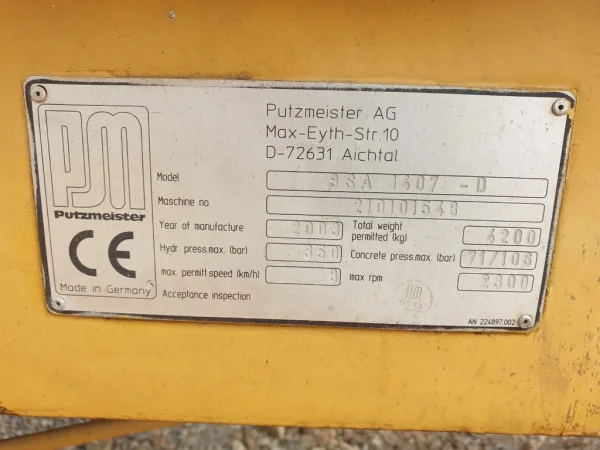 PM
Putzmeister
CE
Made in Germany
Putzmeister AG
Max-Eyth-Str.10
D-72631 Aichtal
Model BSA 1407 -D
Maschine no. 210101548
Year of manufacture 2003 Total weight permitted (kg) 4200
Hydr. press.max. (bar) 350 Concrete press.max. (bar) 71/106
max. permitt.speed (km/h) 8 max rpm 2300
Acceptance inspection PM
AN 224897.002